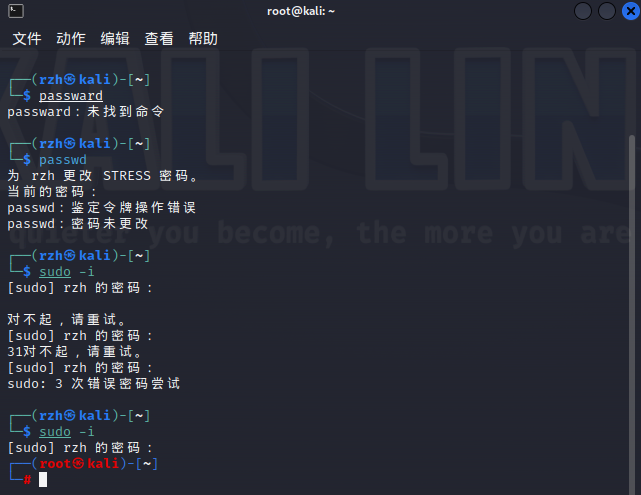 root@kali: ~
文件 动作 编辑 查看 帮助
┌──(rzh㉿kali)-[~]
└─$ passward
passward：未找到命令
┌──(rzh㉿kali)-[~]
└─$ passwd
为 rzh 更改 STRESS 密码。
当前的密码：
passwd：鉴定令牌操作错误
passwd：密码未更改
┌──(rzh㉿kali)-[~]
└─$ sudo -i
[sudo] rzh 的密码：
对不起，请重试。
[sudo] rzh 的密码：
31对不起，请重试。
[sudo] rzh 的密码：
sudo: 3 次错误密码尝试
┌──(rzh㉿kali)-[~]
└─$ sudo -i
[sudo] rzh 的密码：
┌──(root㉿kali)-[~]
└─#
KALI LIN
quieter you become, the more you are